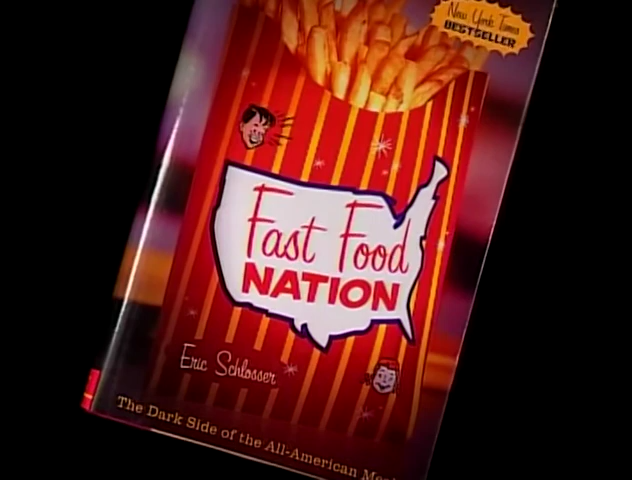 New York Times
BESTSELLER
Fast Food
NATION
Eric Schlosser
The Dark Side of the All-American